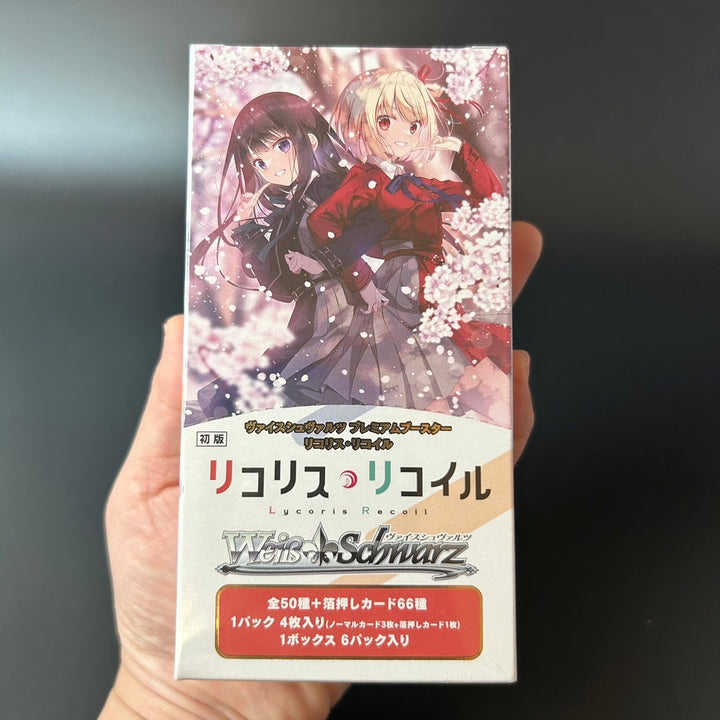 ヴァイスシュヴァルツ プレミアムブースター
リコリス・リコイル
初版
リコリス・リコイル
Lycoris Recoil
ヴァイスシュヴァルツ
Weiß Schwarz
全50種＋箔押しカード66種
1パック 4枚入り(ノーマルカード3枚+箔押しカード1枚)
1ボックス 6パック入り